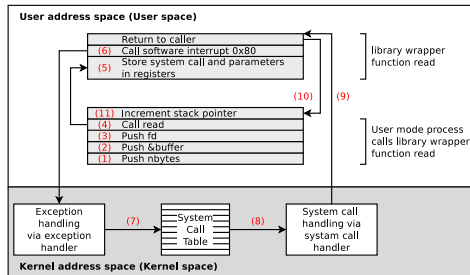 User address space (User space)
Return to caller
(6) Call software interrupt 0x80
(5) Store system call and parameters
in registers
library wrapper
function read
(10)
(9)
(11) Increment stack pointer
(4) Call read
(3) Push fd
(2) Push &buffer
(1) Push nbytes
User mode process
calls library wrapper
function read
Exception
handling
via exception
handler
(7)
System
Call
Table
(8)
System call
handling via
systam call
handler
Kernel address space (Kernel space)